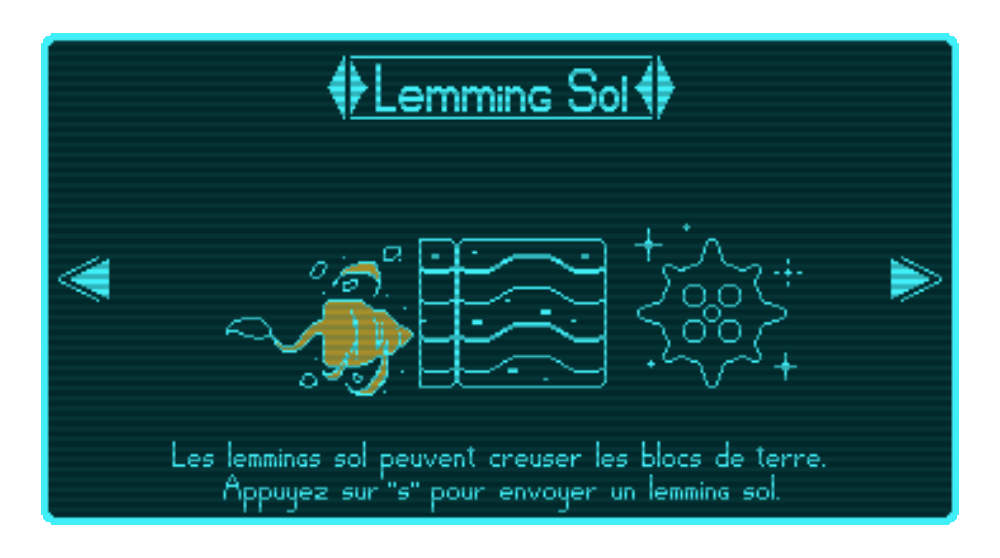 Lemming Sol
Les lemmings sol peuvent creuser les blocs de terre.
Appuyez sur "s" pour envoyer un lemming sol.